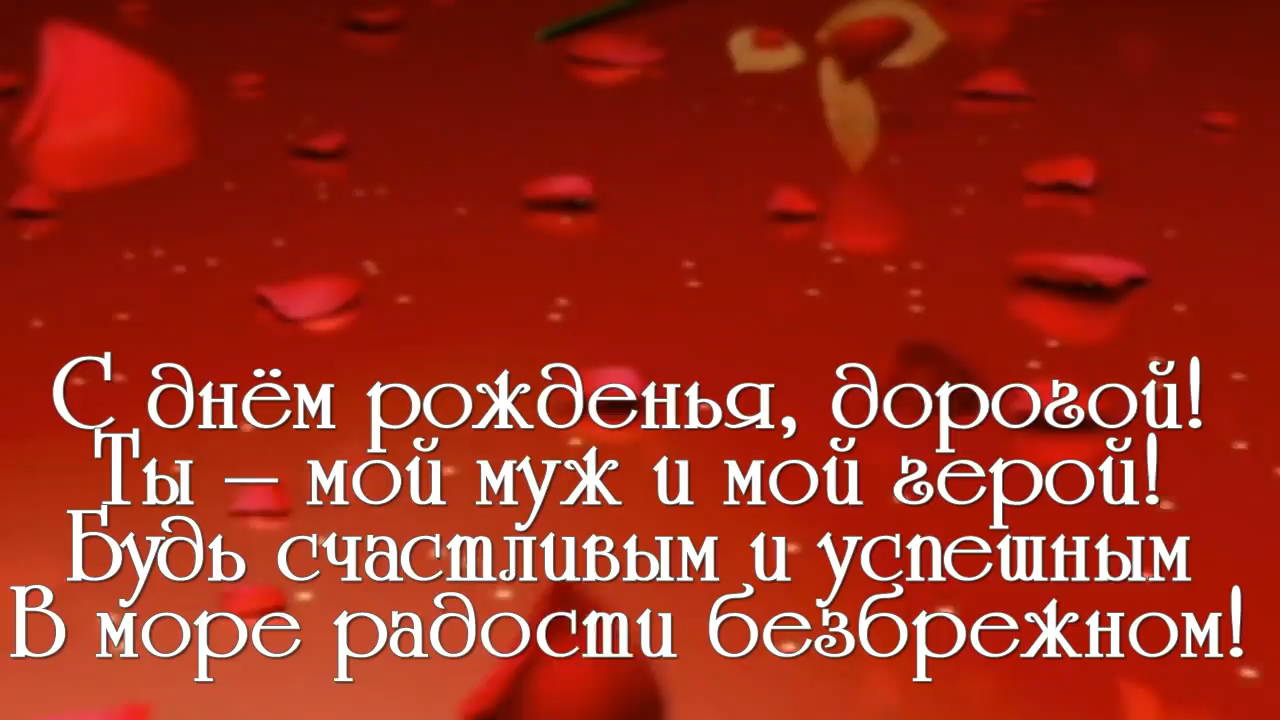 С днём рожденья, дорогой!
Ты – мой муж и мой герой!
Будь счастливым и успешным
В море радости безбрежном!